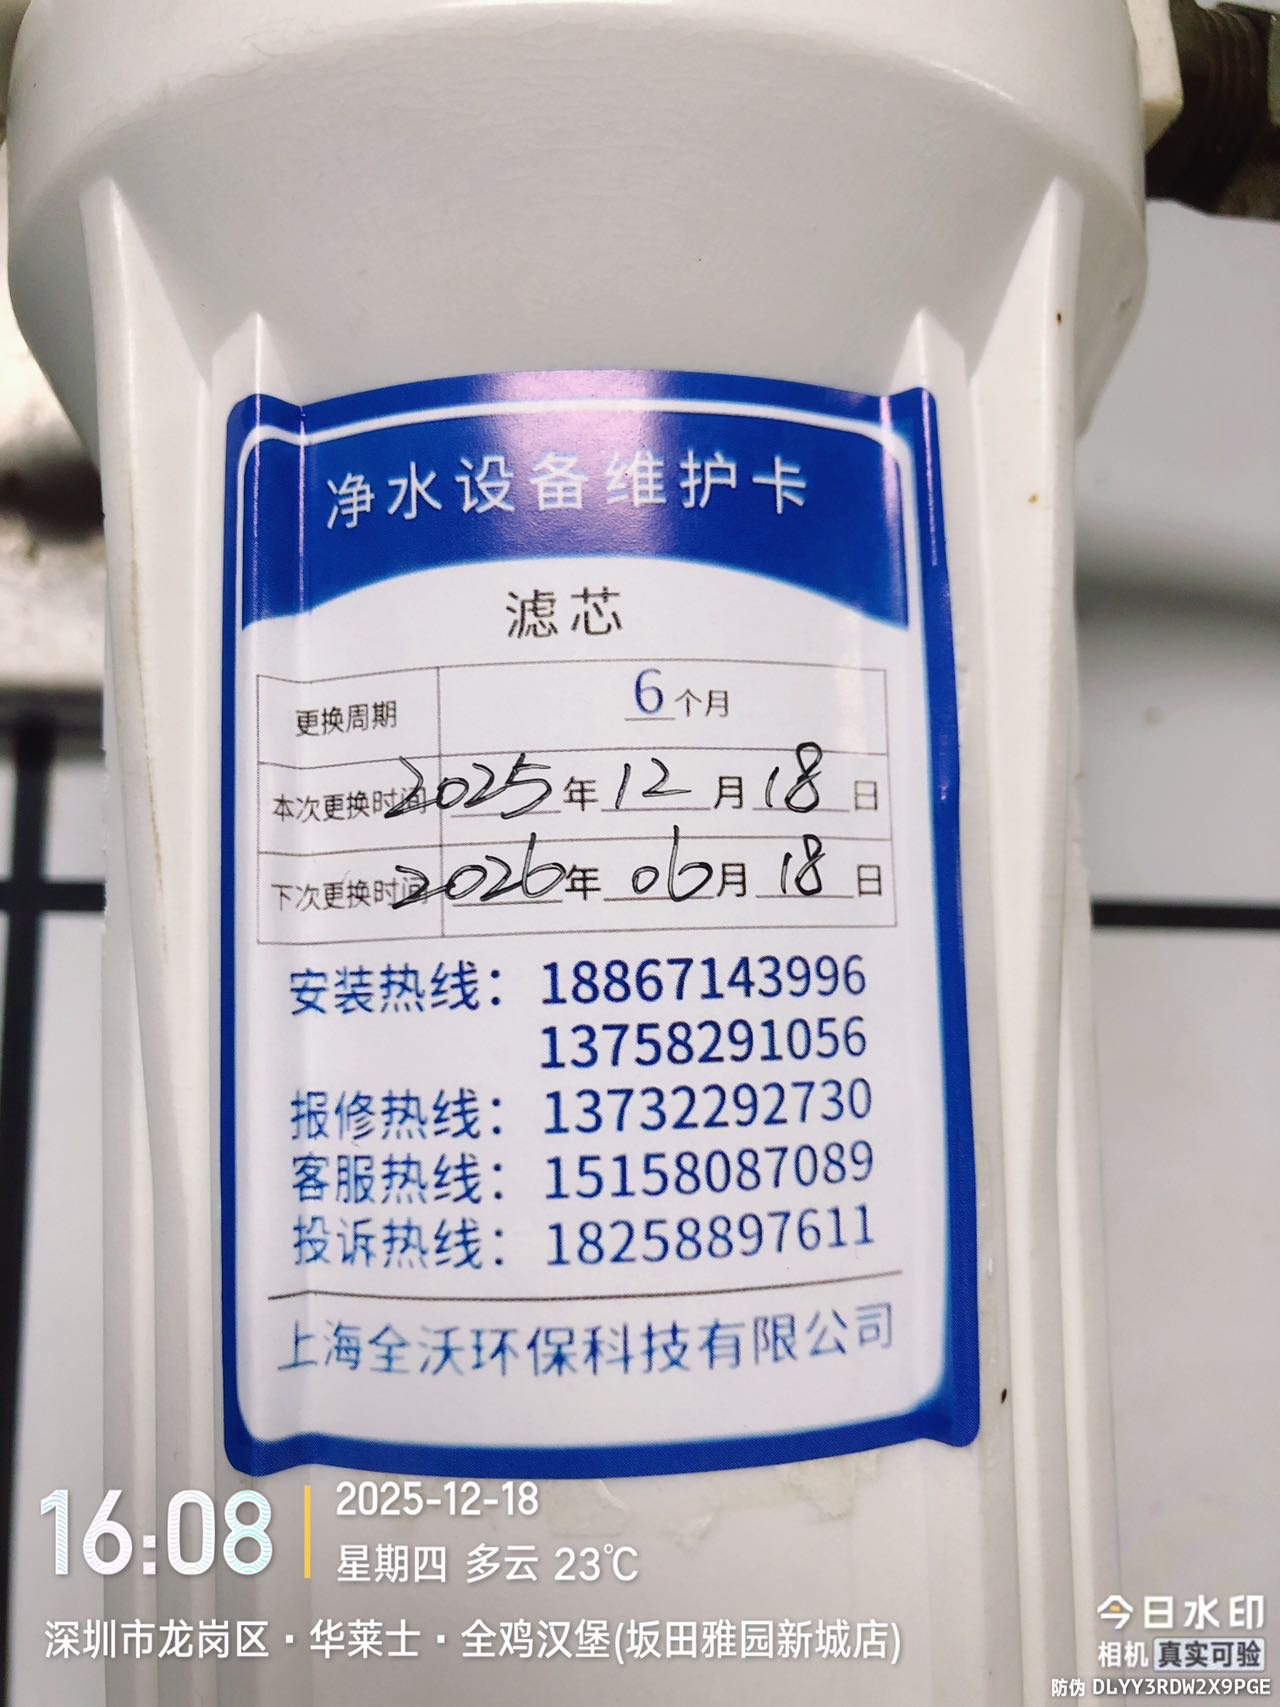 净水设备维护卡
滤芯
更换周期 6个月
本次更换时间 2025年12月18日
下次更换时间 2026年06月18日
安装热线：18867143996
13758291056
报修热线：13732292730
客服热线：15158087089
投诉热线：18258897611
上海全沃环保科技有限公司
16:08
2025-12-18
星期四 多云 23℃
深圳市龙岗区·华莱士·全鸡汉堡(坂田雅园新城店)
今日水印
相机 真实可验
防伪 DLYY3RDW2X9PGE